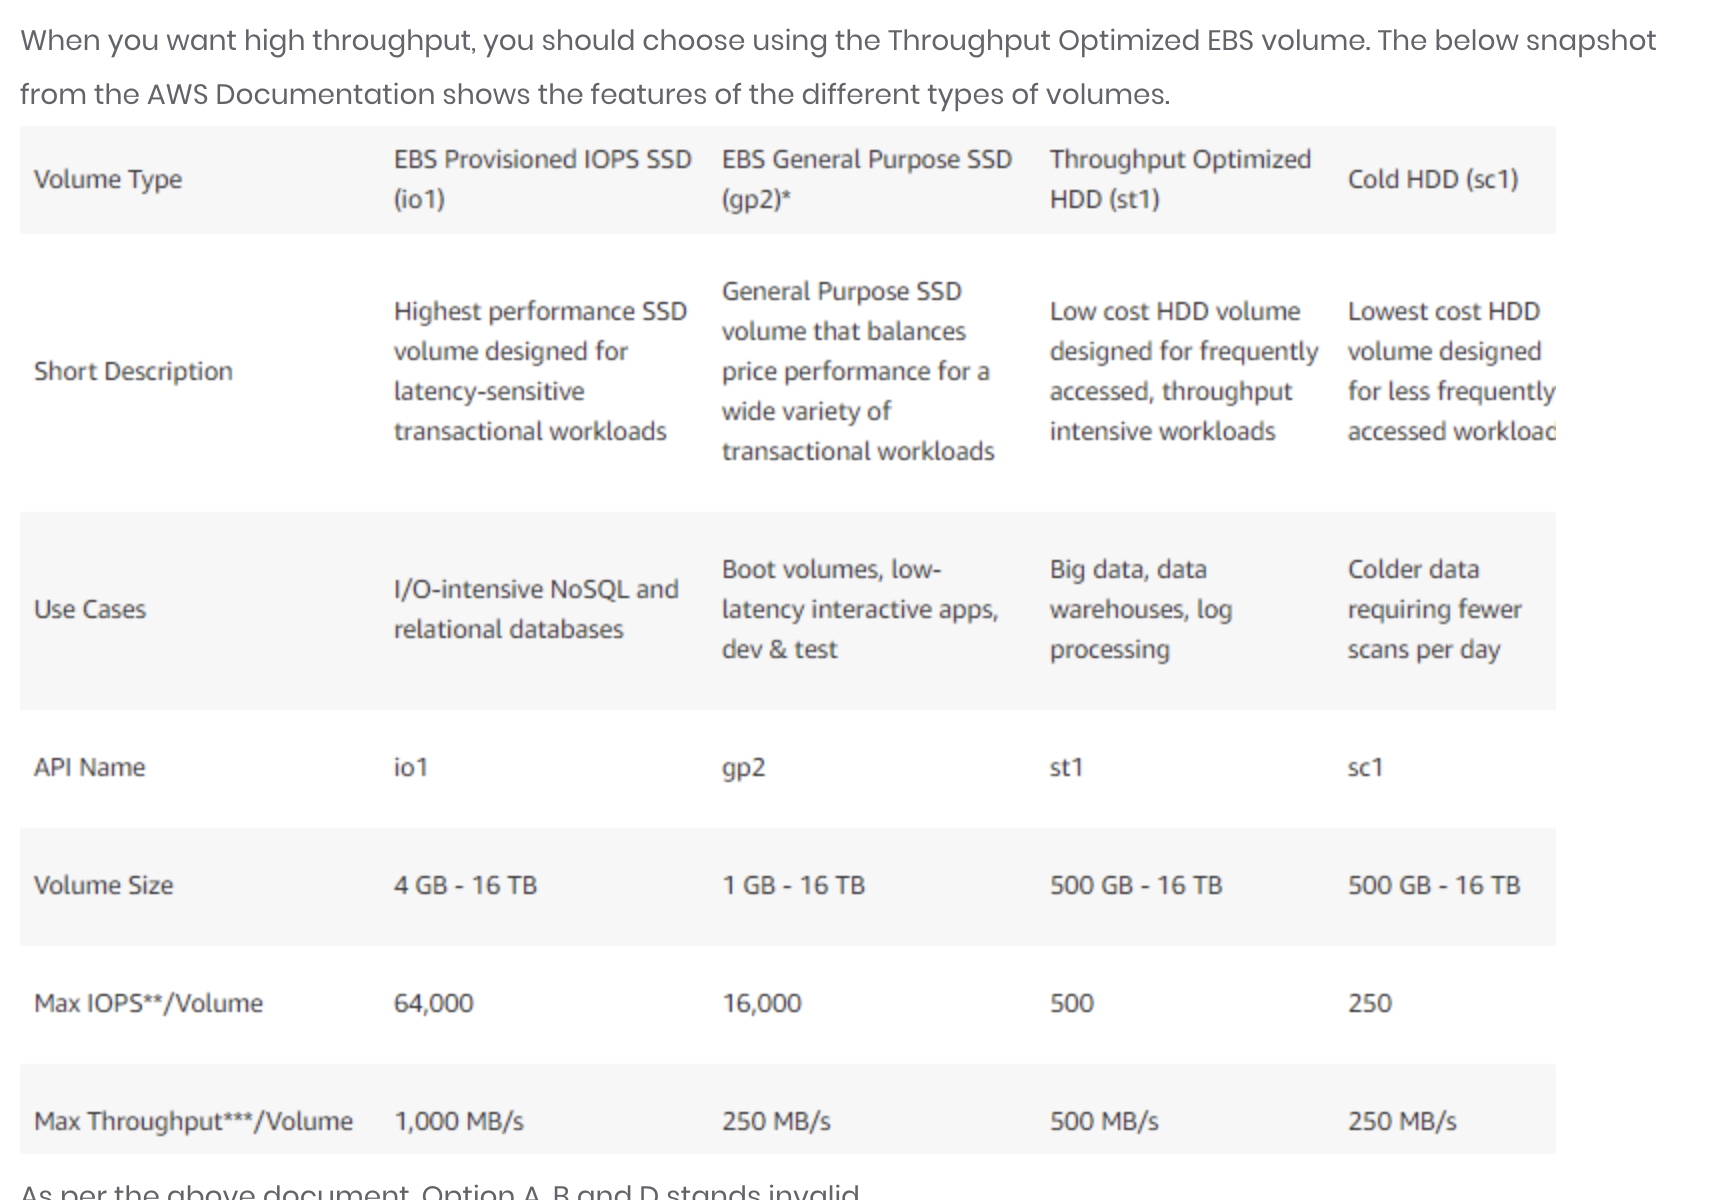 When you want high throughput, you should choose using the Throughput Optimized EBS volume. The below snapshot
from the AWS Documentation shows the features of the different types of volumes.
Volume Type
EBS Provisioned IOPS SSD
(io1)
EBS General Purpose SSD
(gp2)*
Throughput Optimized
HDD (st1)
Cold HDD (sc1)
Short Description
Highest performance SSD
volume designed for
latency-sensitive
transactional workloads
General Purpose SSD
volume that balances
price performance for a
wide variety of
transactional workloads
Low cost HDD volume
designed for frequently
accessed, throughput
intensive workloads
Lowest cost HDD
volume designed
for less frequently
accessed workload
Use Cases
I/O-intensive NoSQL and
relational databases
Boot volumes, low-
latency interactive apps,
dev & test
Big data, data
warehouses, log
processing
Colder data
requiring fewer
scans per day
API Name
io1
gp2
st1
sc1
Volume Size
4 GB - 16 TB
1 GB - 16 TB
500 GB - 16 TB
500 GB - 16 TB
Max IOPS**/Volume
64,000
16,000
500
250
Max Throughput***/Volume
1,000 MB/s
250 MB/s
500 MB/s
250 MB/s
As per the above document, Option A, B and D stands invalid